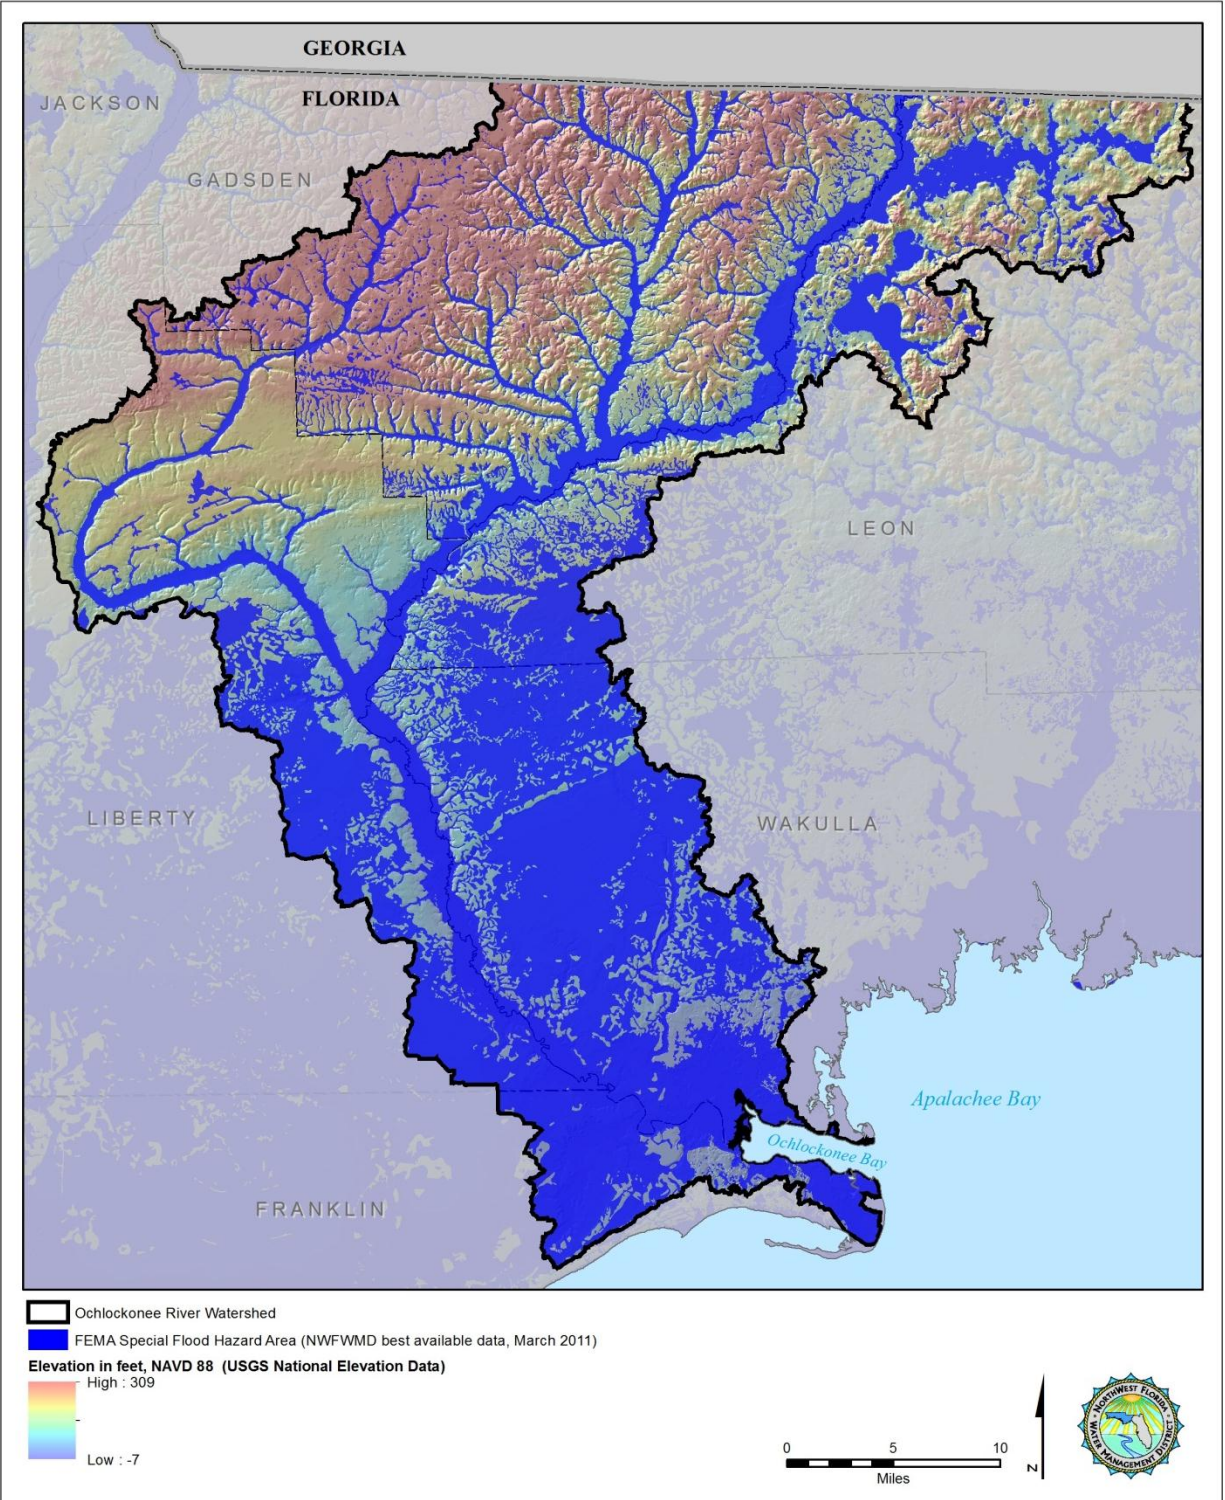 GEORGIA
FLORIDA
JACKSON
GADSDEN
LEON
LIBERTY
WAKULLA
Apalachee Bay
Ochlockonee Bay
FRANKLIN
Ochlockonee River Watershed
FEMA Special Flood Hazard Area (NWFWMD best available data, March 2011)
Elevation in feet, NAVD 88 (USGS National Elevation Data)
High : 309
Low : -7
0 5 10
Miles
N
NORTHWEST FLORIDA
WATER MANAGEMENT DISTRICT